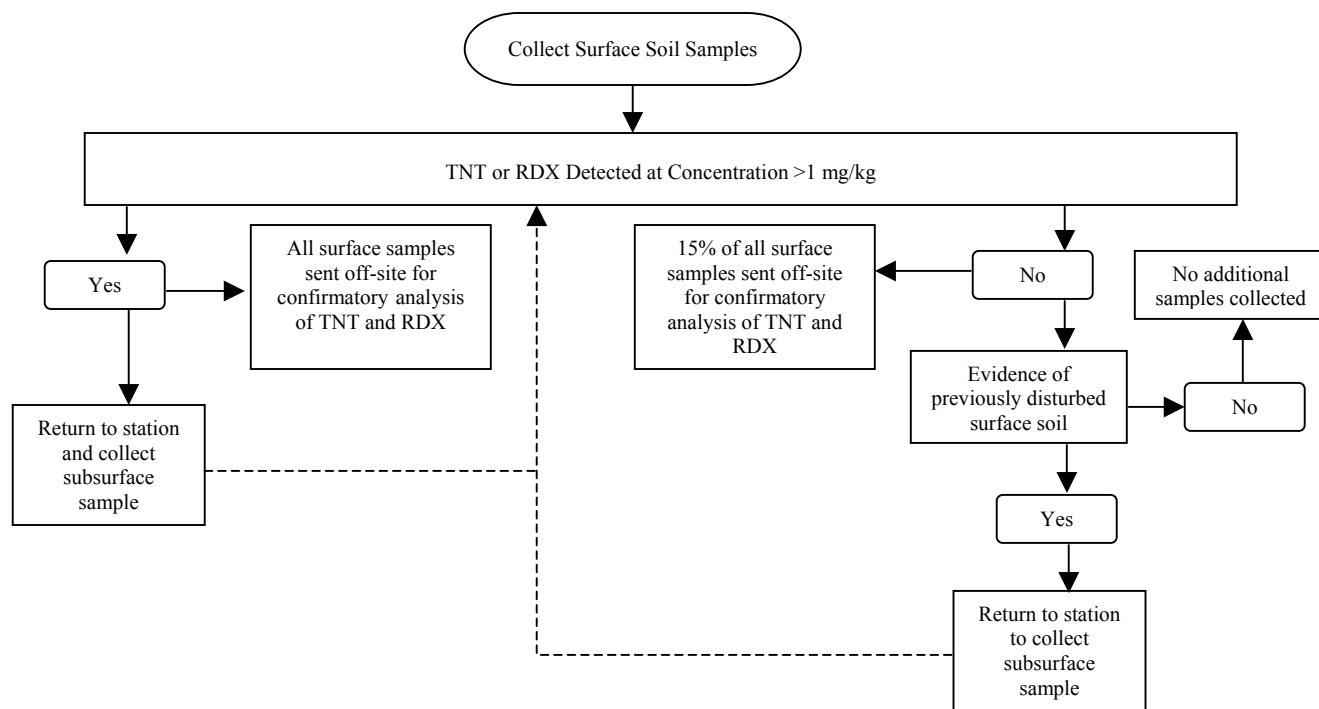 Collect Surface Soil Samples
TNT or RDX Detected at Concentration >1 mg/kg
Yes
All surface samples
sent off-site for
confirmatory analysis
of TNT and RDX
15% of all surface
samples sent off-site
for confirmatory
analysis of TNT and
RDX
No
No additional
samples collected
Return to station
and collect
subsurface
sample
Evidence of
previously disturbed
surface soil
No
Yes
Return to station
to collect
subsurface
sample